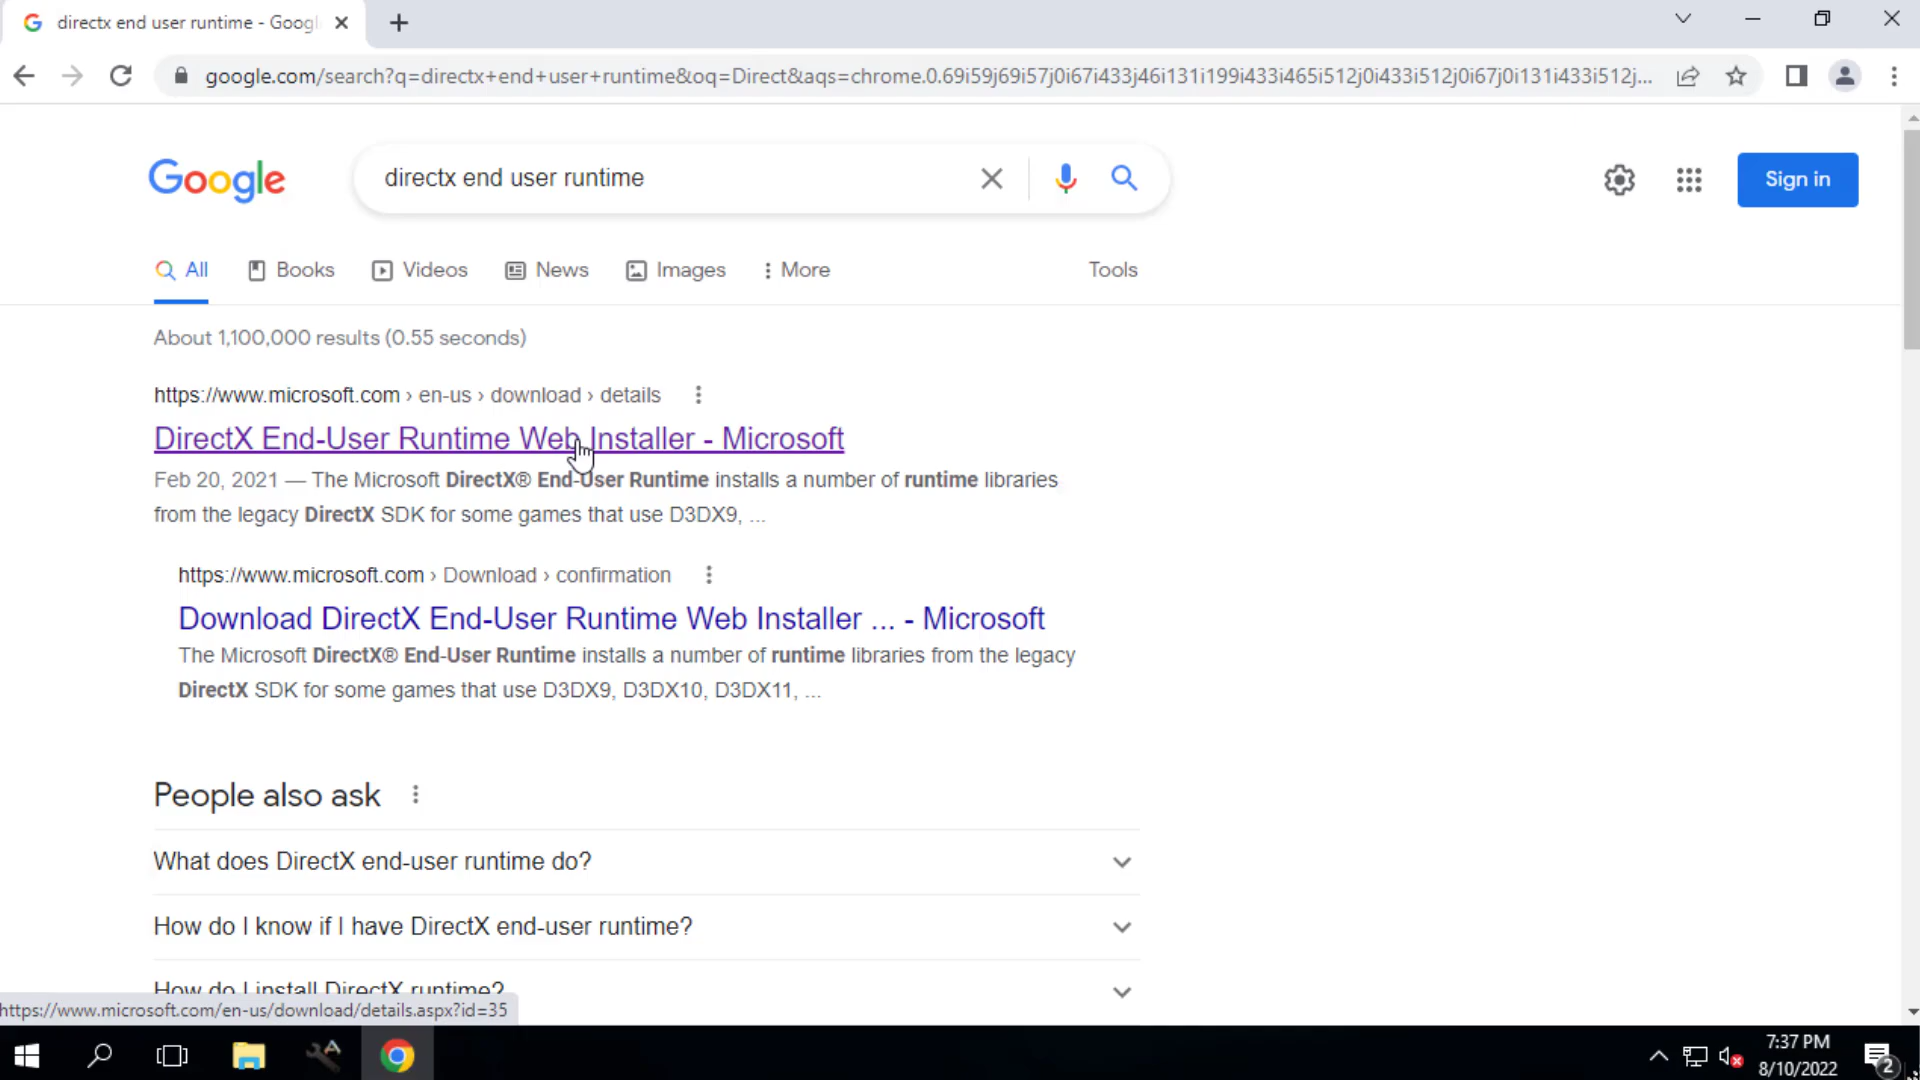 directx end user runtime - Googl
google.com/search?q=directx+end+user+runtime&oq=Direct&aqs=chrome.0.69i59j69i57j0i67i433j46i131i199i433i465i512j0i433i512j0i67j0i131i433i512j...
Google
directx end user runtime
Sign in
All
Books
Videos
News
Images
More
Tools
About 1,100,000 results (0.55 seconds)
https://www.microsoft.com › en-us › download › details
DirectX End-User Runtime Web Installer - Microsoft
Feb 20, 2021 — The Microsoft DirectX® End-User Runtime installs a number of runtime libraries
from the legacy DirectX SDK for some games that use D3DX9, ...
https://www.microsoft.com › Download › confirmation
Download DirectX End-User Runtime Web Installer ... - Microsoft
The Microsoft DirectX® End-User Runtime installs a number of runtime libraries from the legacy
DirectX SDK for some games that use D3DX9, D3DX10, D3DX11, ...
People also ask
What does DirectX end-user runtime do?
How do I know if I have DirectX end-user runtime?
How do I install DirectX runtime?
https://www.microsoft.com/en-us/download/details.aspx?id=35
7:37 PM
8/10/2022
2